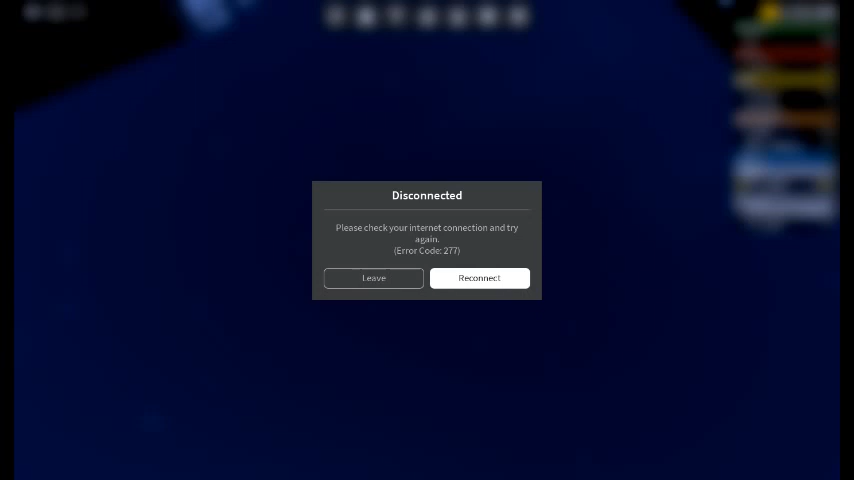 Disconnected
Please check your internet connection and try
again.
(Error Code: 277)
Leave
Reconnect